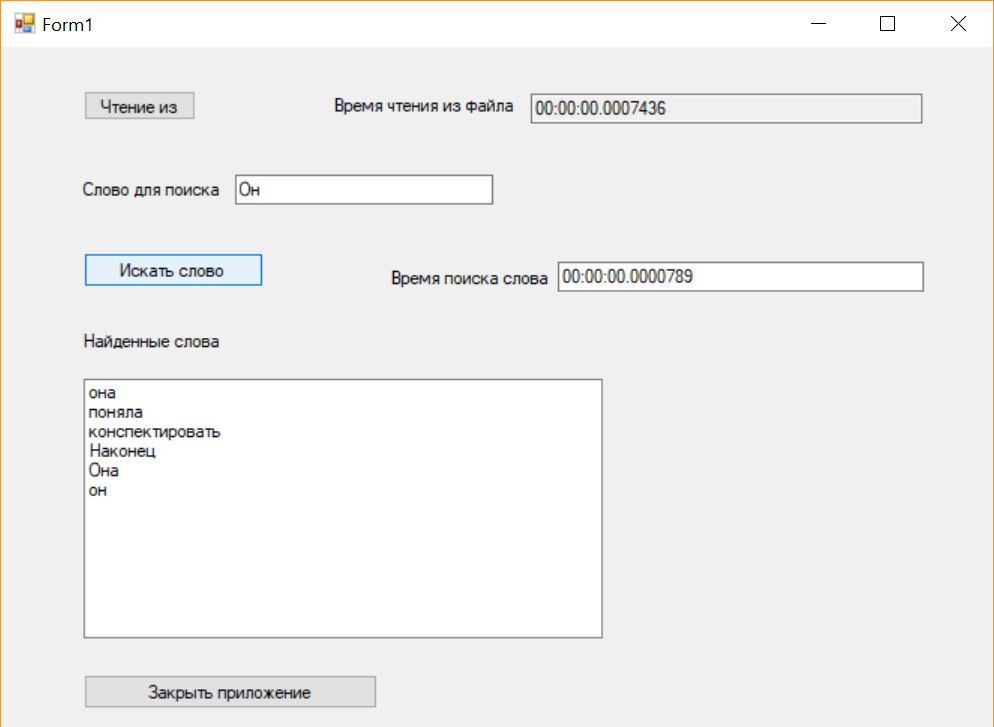 Form1
Чтение из
Время чтения из файла
00:00:00.0007436
Слово для поиска
Он
Искать слово
Время поиска слова
00:00:00.0000789
Найденные слова
она
поняла
конспектировать
Наконец
Она
он
Закрыть приложение